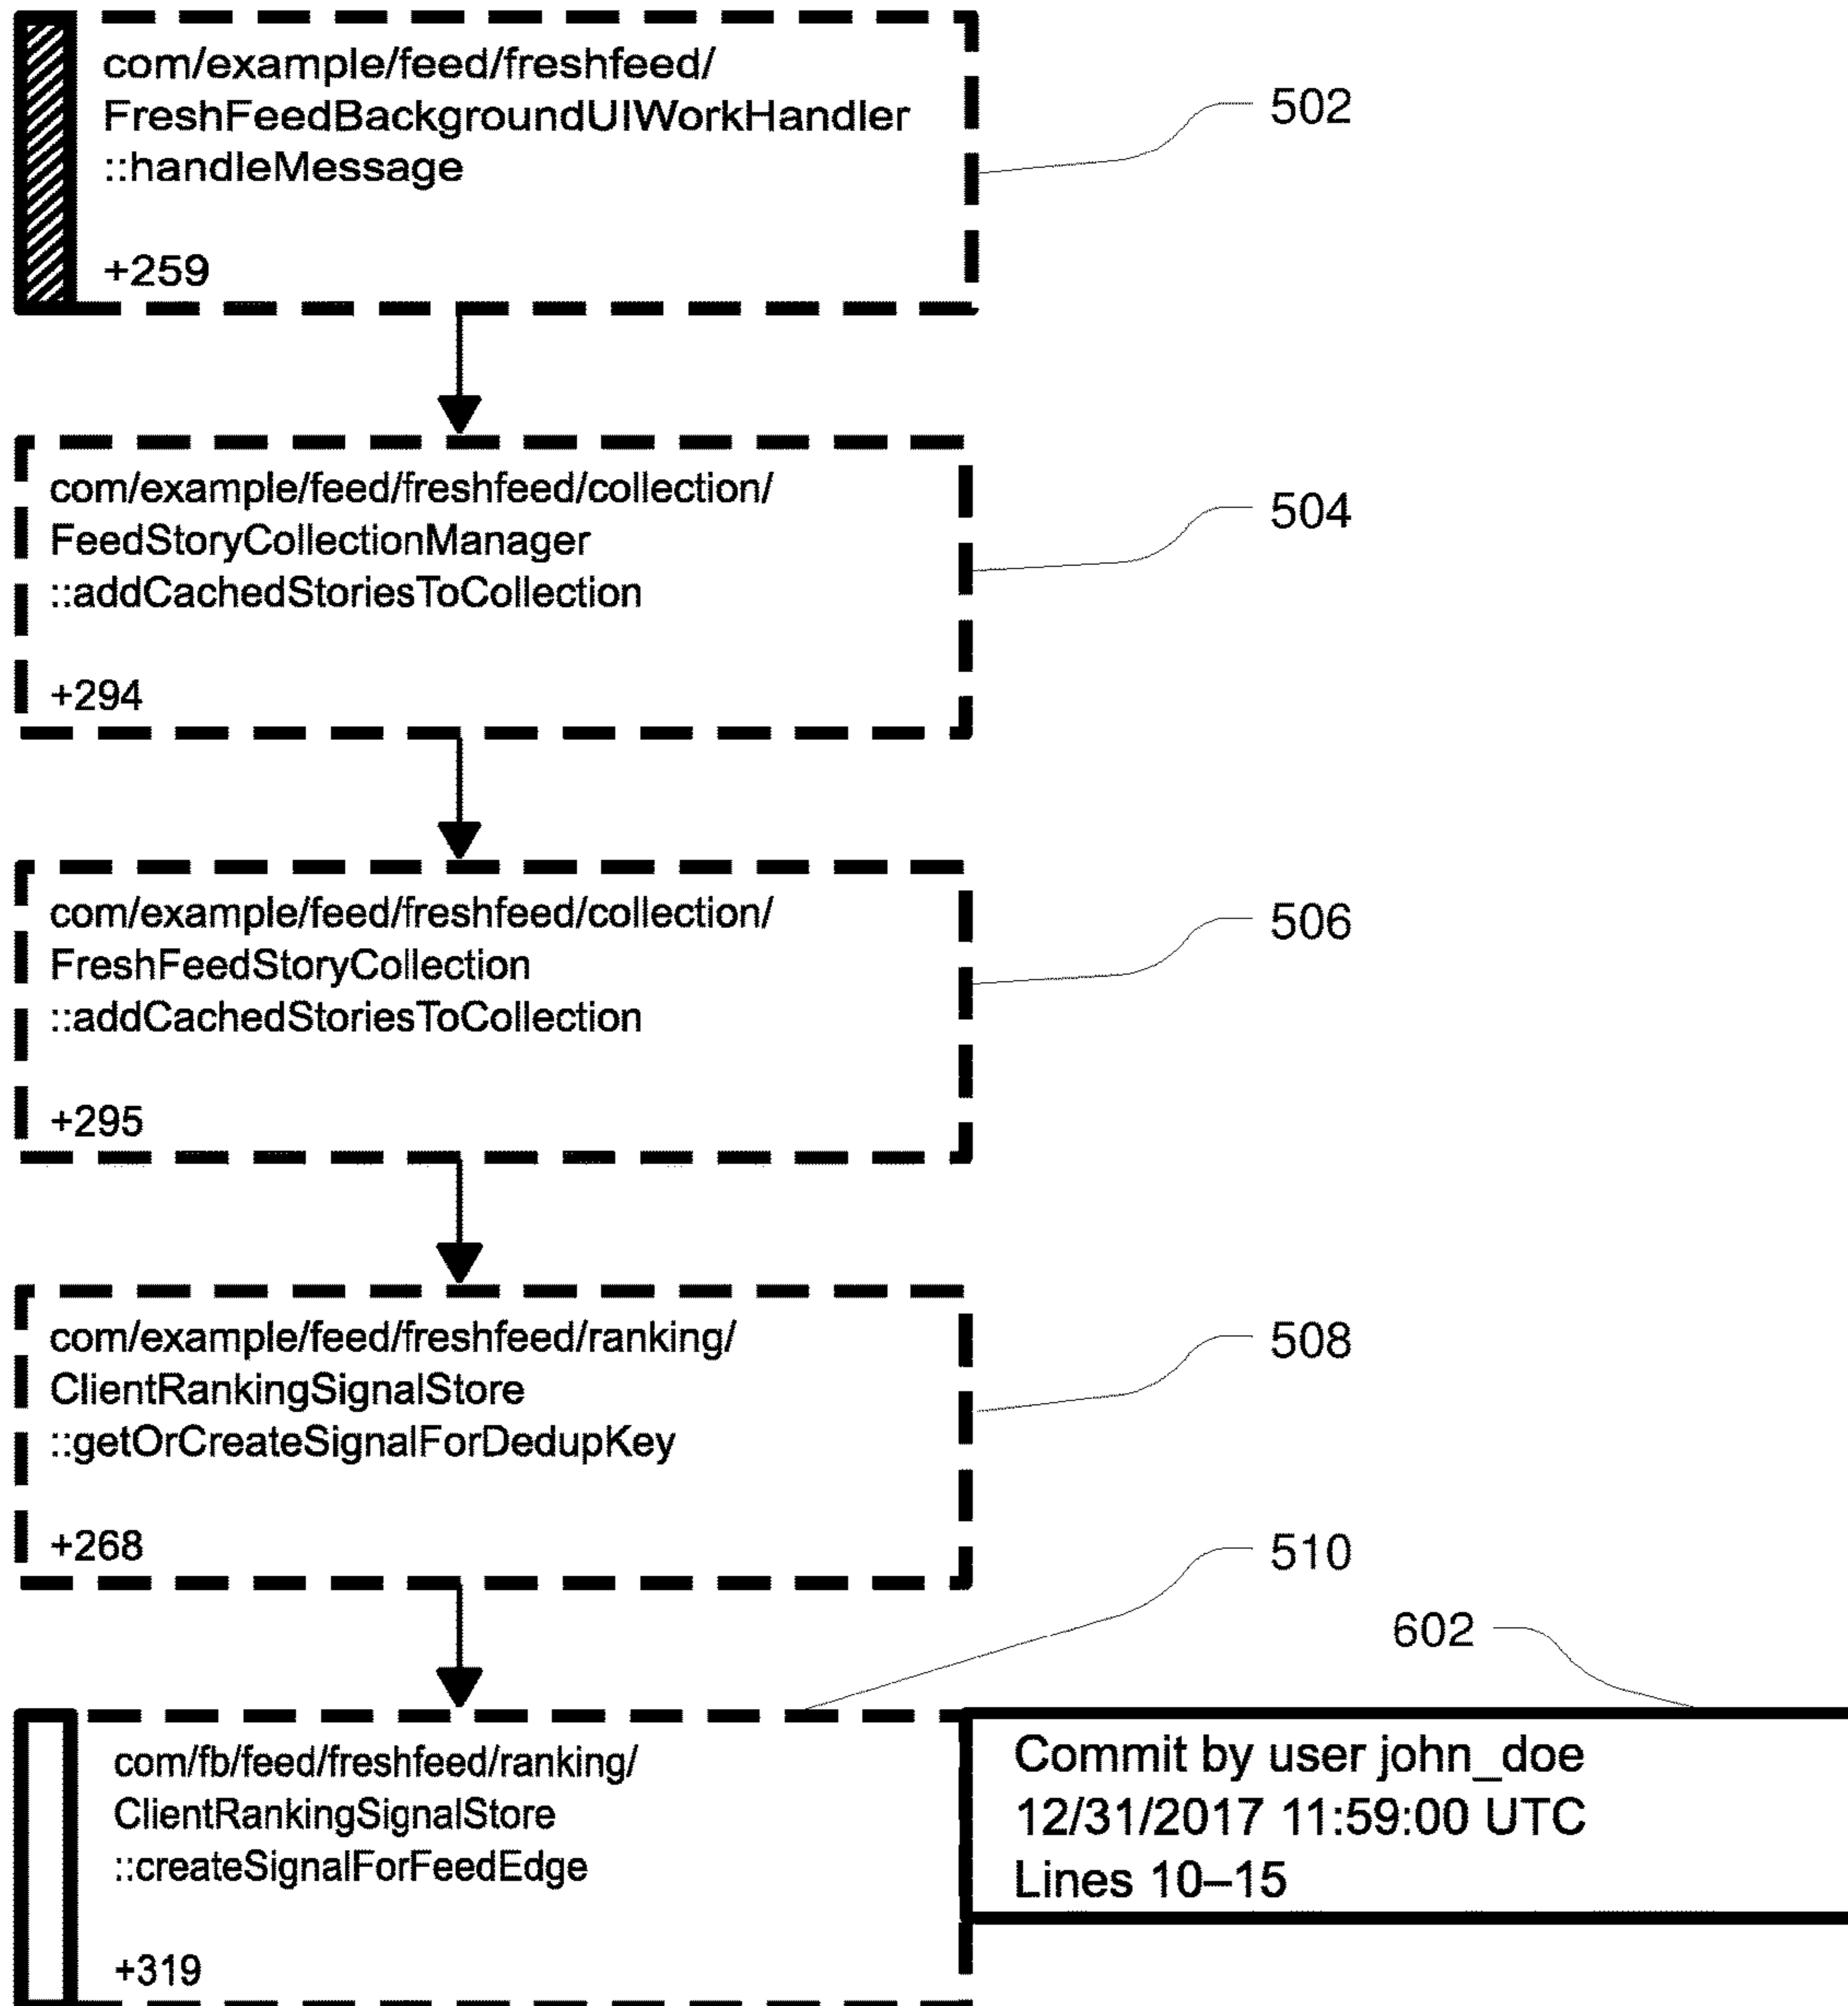 com/example/feed/freshfeed/
FreshFeedBackgroundUIWorkHandler
::handleMessage
+259
502
com/example/feed/freshfeed/collection/
FeedStoryCollectionManager
::addCachedStoriesToCollection
+294
504
com/example/feed/freshfeed/collection/
FreshFeedStoryCollection
::addCachedStoriesToCollection
+295
506
com/example/feed/freshfeed/ranking/
ClientRankingSignalStore
::getOrCreateSignalForDedupKey
+268
508
510
602
com/fb/feed/freshfeed/ranking/
ClientRankingSignalStore
::createSignalForFeedEdge
+319
Commit by user john_doe
12/31/2017 11:59:00 UTC
Lines 10–15